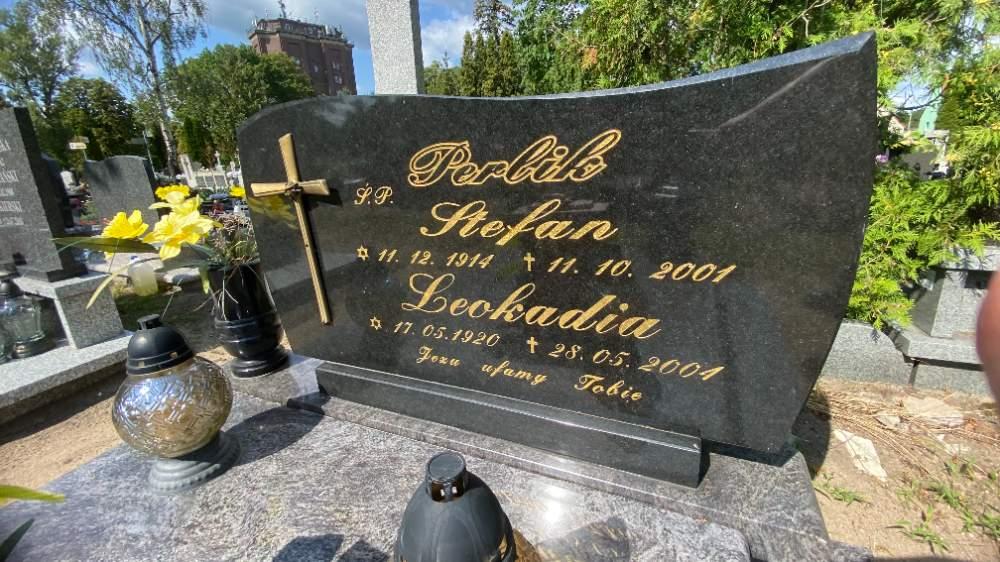 Perlik
Ś.P.
Stefan
✡ 11. 12. 1914 ✝ 11. 10. 2001
Leokadia
✡ 17. 05. 1920 ✝ 28. 05. 2004
Jezu ufamy Tobie